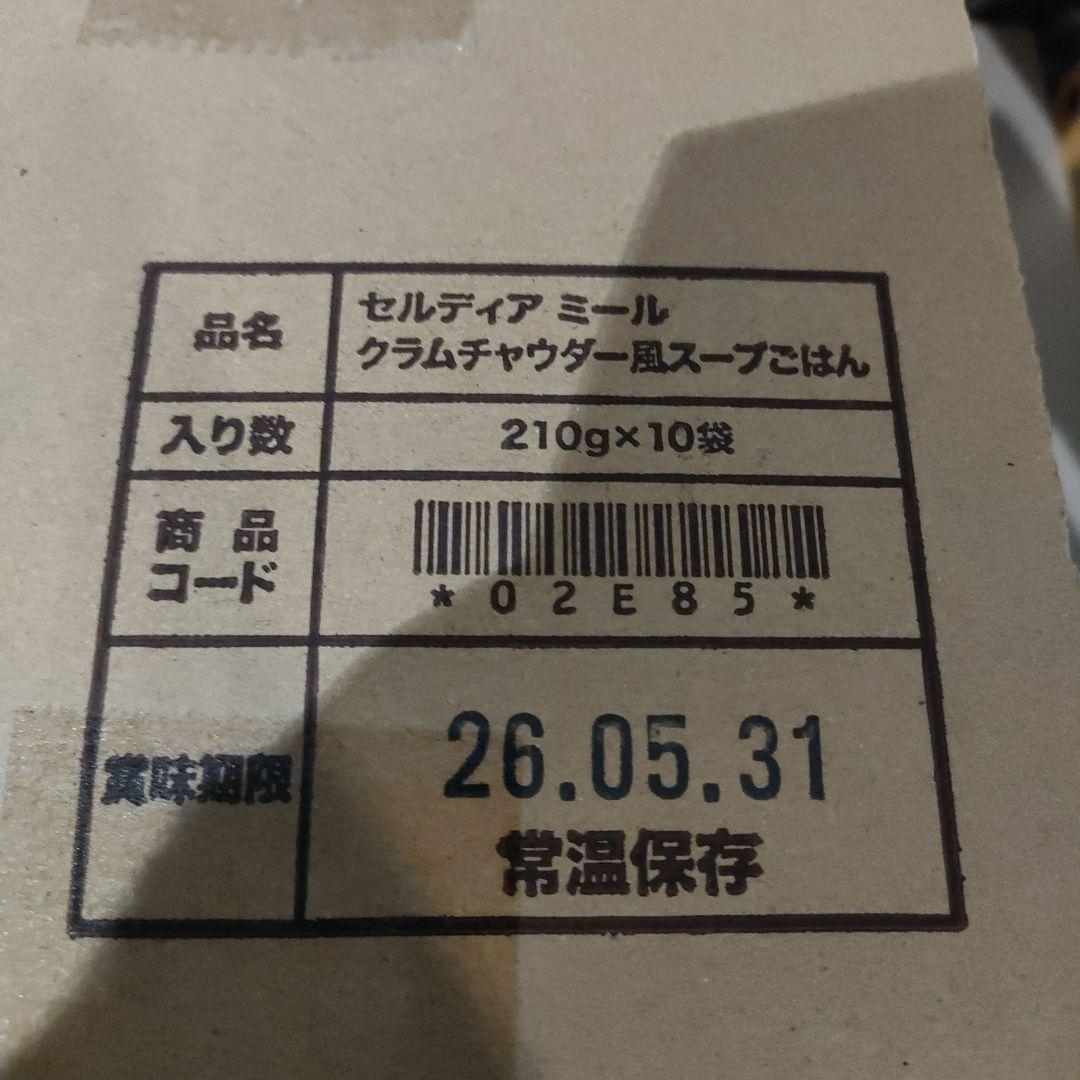 品名
セルディア ミール
クラムチャウダー風スープごはん
入り数
210g×10袋
商品
コード
*02E85*
賞味期限
26.05.31
常温保存